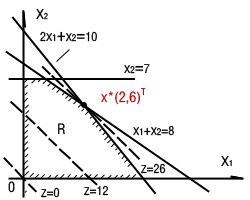 X₂
2x₁+x₂=10
x₂=7
x*(2,6)ᵀ
R
x₁+x₂=8
X₁
z=26
0
z=0
z=12